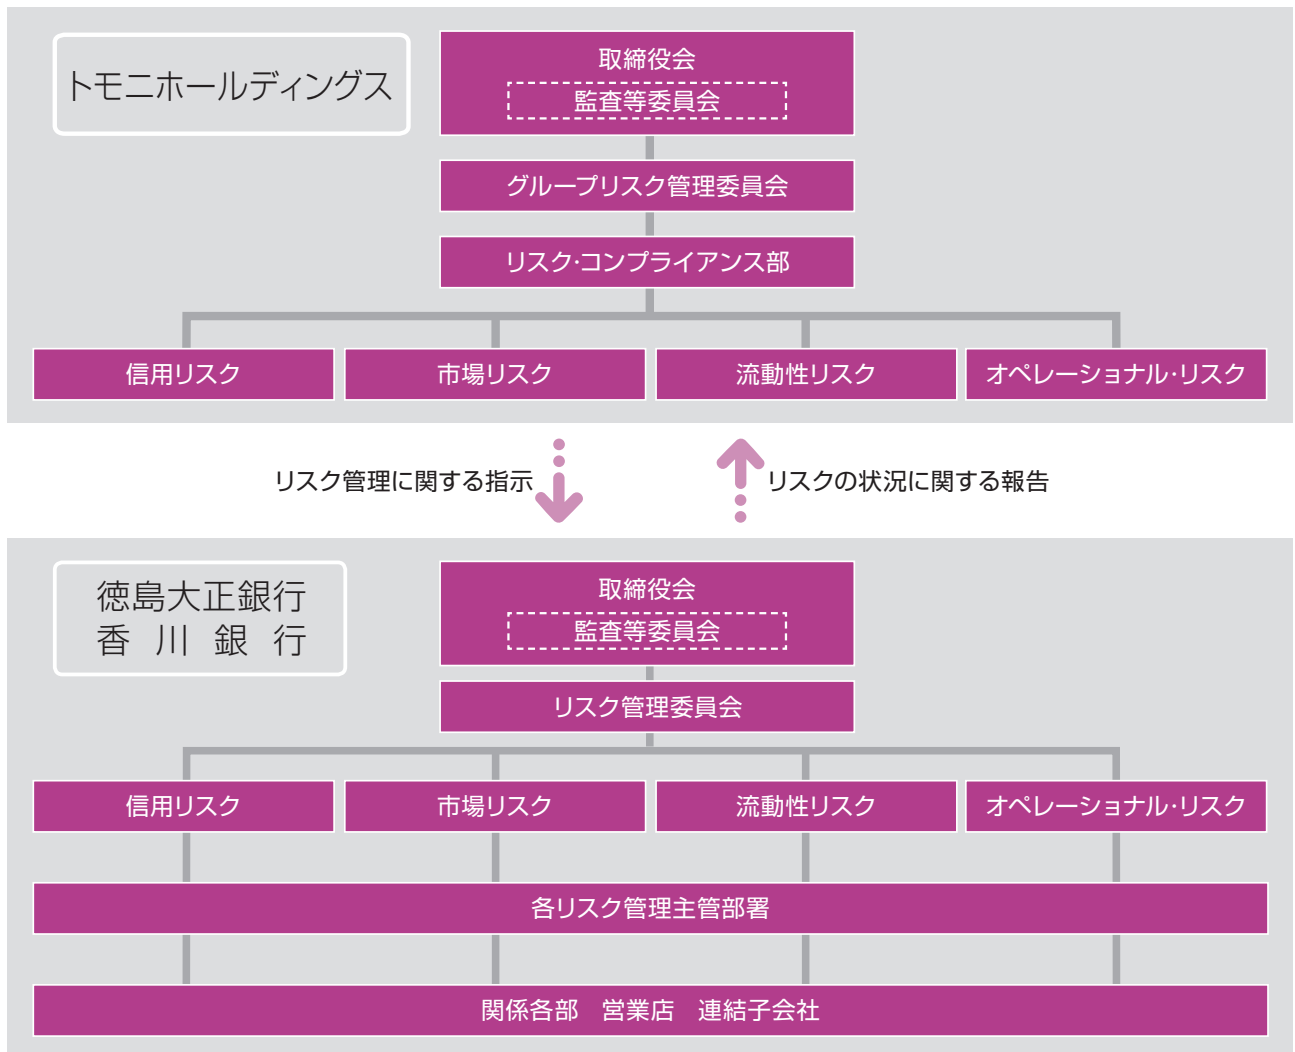 トモニホールディングス
取締役会
監査等委員会
グループリスク管理委員会
リスク・コンプライアンス部
信用リスク 市場リスク 流動性リスク オペレーショナル・リスク
リスク管理に関する指示 リスクの状況に関する報告
徳島大正銀行
香川銀行
取締役会
監査等委員会
リスク管理委員会
信用リスク 市場リスク 流動性リスク オペレーショナル・リスク
各リスク管理主管部署
関係各部 営業店 連結子会社